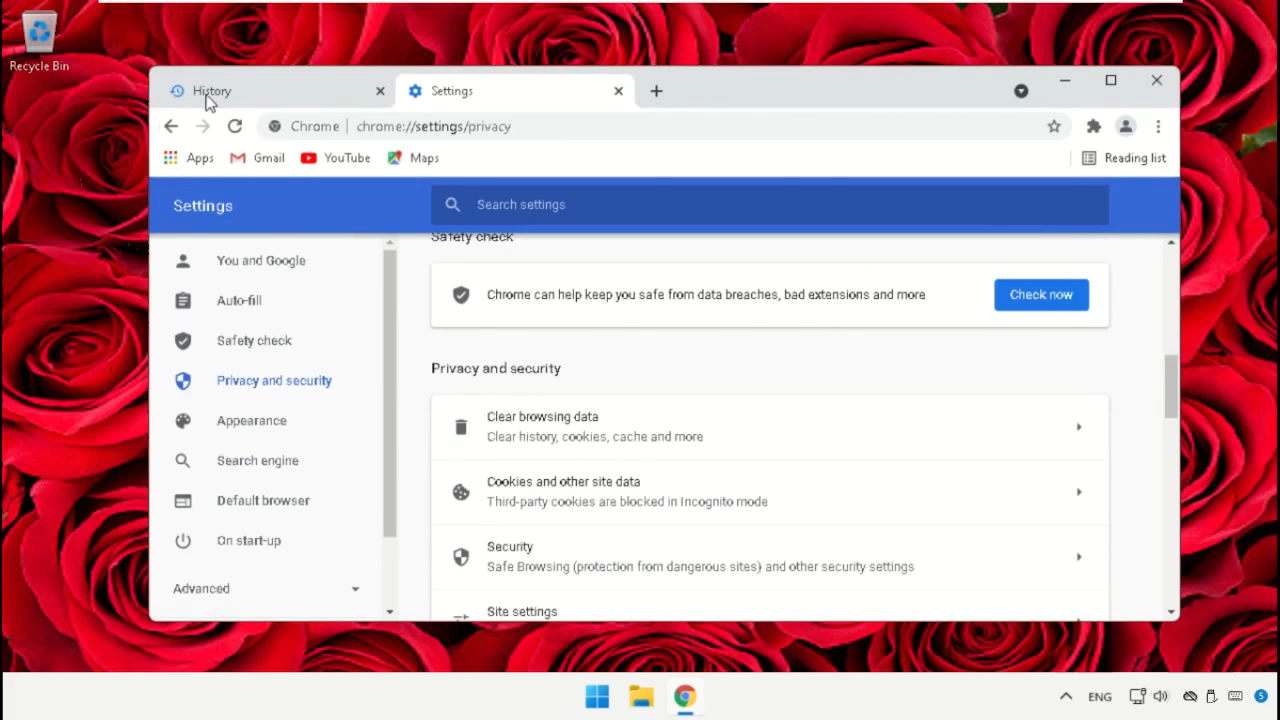 Recycle Bin
History
Settings
Chrome
chrome://settings/privacy
Apps
Gmail
YouTube
Maps
Reading list
Settings
Search settings
You and Google
Auto-fill
Safety check
Privacy and security
Appearance
Search engine
Default browser
On start-up
Advanced
Safety check
Chrome can help keep you safe from data breaches, bad extensions and more
Check now
Privacy and security
Clear browsing data
Clear history, cookies, cache and more
Cookies and other site data
Third-party cookies are blocked in Incognito mode
Security
Safe Browsing (protection from dangerous sites) and other security settings
Site settings
ENG
5